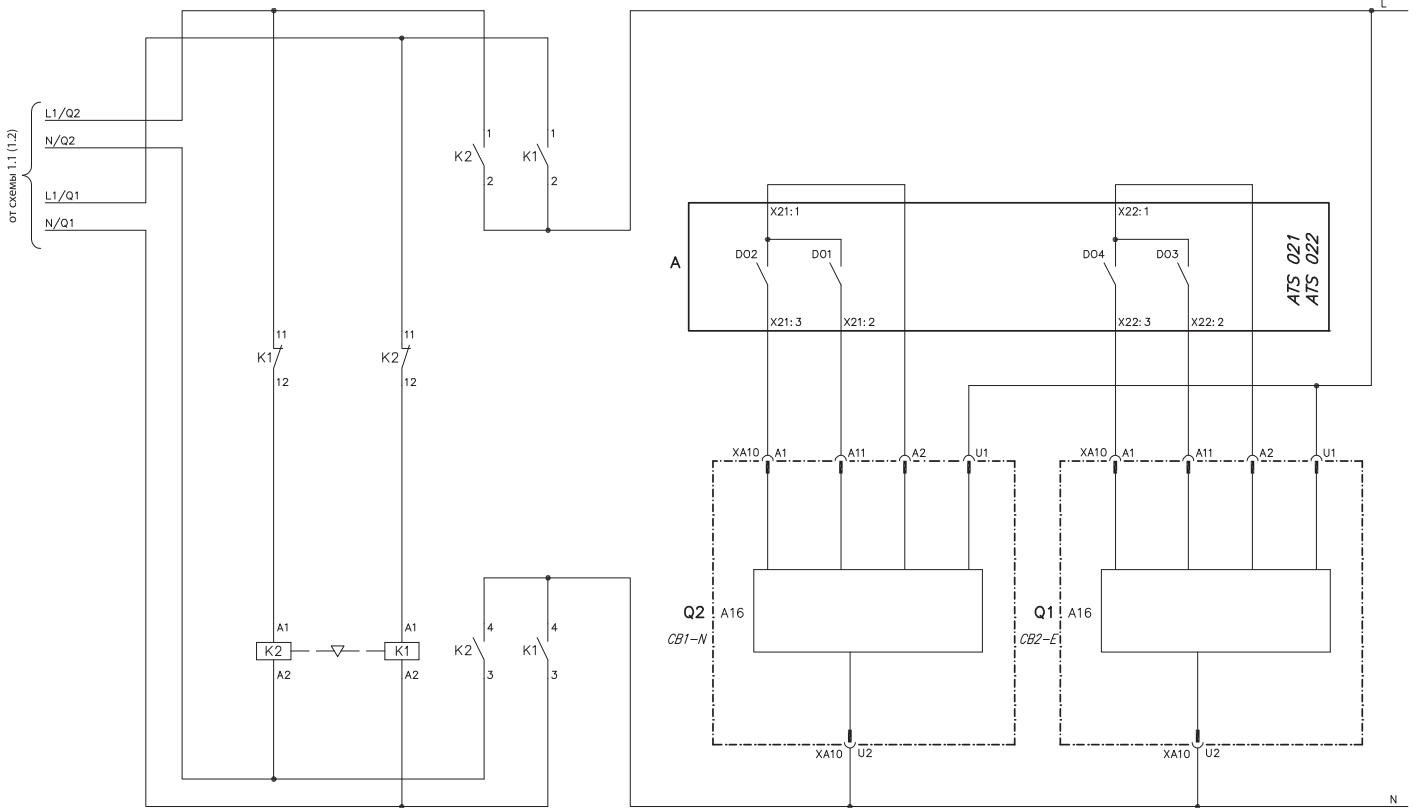 L
L1/Q2
N/Q2
от схемы 1.1 (1.2)
L1/Q1
N/Q1
1
1
K2
K1
2
2
X21:1
X22:1
A
DO2
DO1
DO4
DO3
ATS 021
ATS 022
X21:3
X21:2
X22:3
X22:2
11
11
K1
K2
12
12
XA10
A1
A11
A2
U1
XA10
A1
A11
A2
U1
Q2
A16
CB1-N
Q1
A16
CB2-E
A1
A1
4
4
K2
K1
K2
K1
A2
A2
3
3
XA10
U2
XA10
U2
N